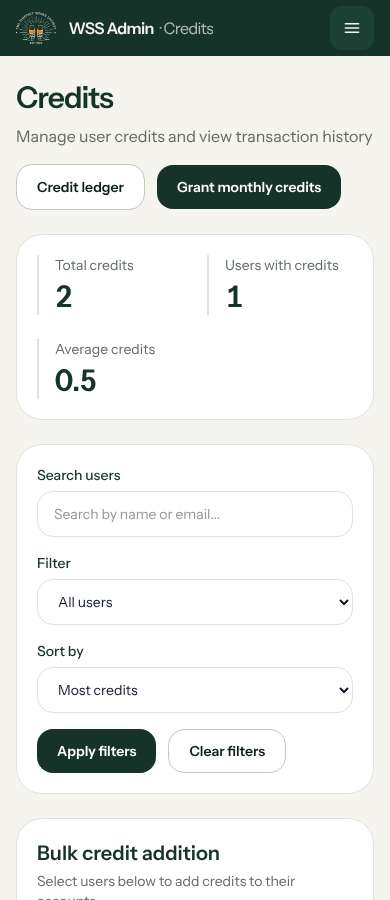 WSS Admin · Credits
Credits
Manage user credits and view transaction history
Credit ledger
Grant monthly credits
Total credits
2
Users with credits
1
Average credits
0.5
Search users
Search by name or email...
Filter
All users
Sort by
Most credits
Apply filters
Clear filters
Bulk credit addition
Select users below to add credits to their
accounts.